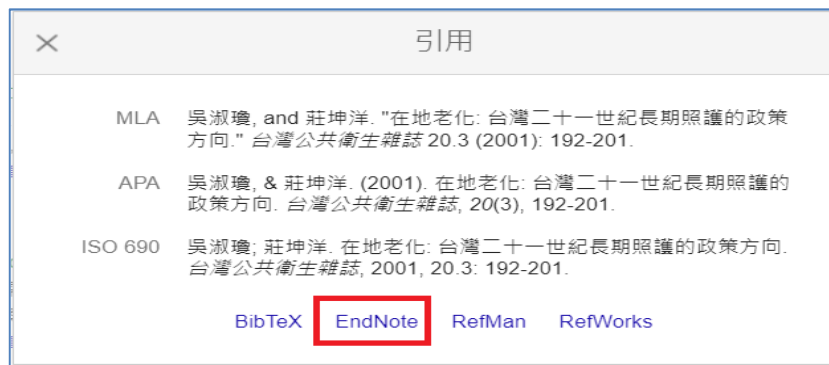 引用
MLA 吳淑瓊, and 莊坤洋. "在地老化: 台灣二十一世紀長期照護的政策
方向." 台灣公共衛生雜誌 20.3 (2001): 192-201.
APA 吳淑瓊, & 莊坤洋. (2001). 在地老化: 台灣二十一世紀長期照護的
政策方向. 台灣公共衛生雜誌, 20(3), 192-201.
ISO 690 吳淑瓊; 莊坤洋. 在地老化: 台灣二十一世紀長期照護的政策方向.
台灣公共衛生雜誌, 2001, 20.3: 192-201.
BibTeX EndNote RefMan RefWorks